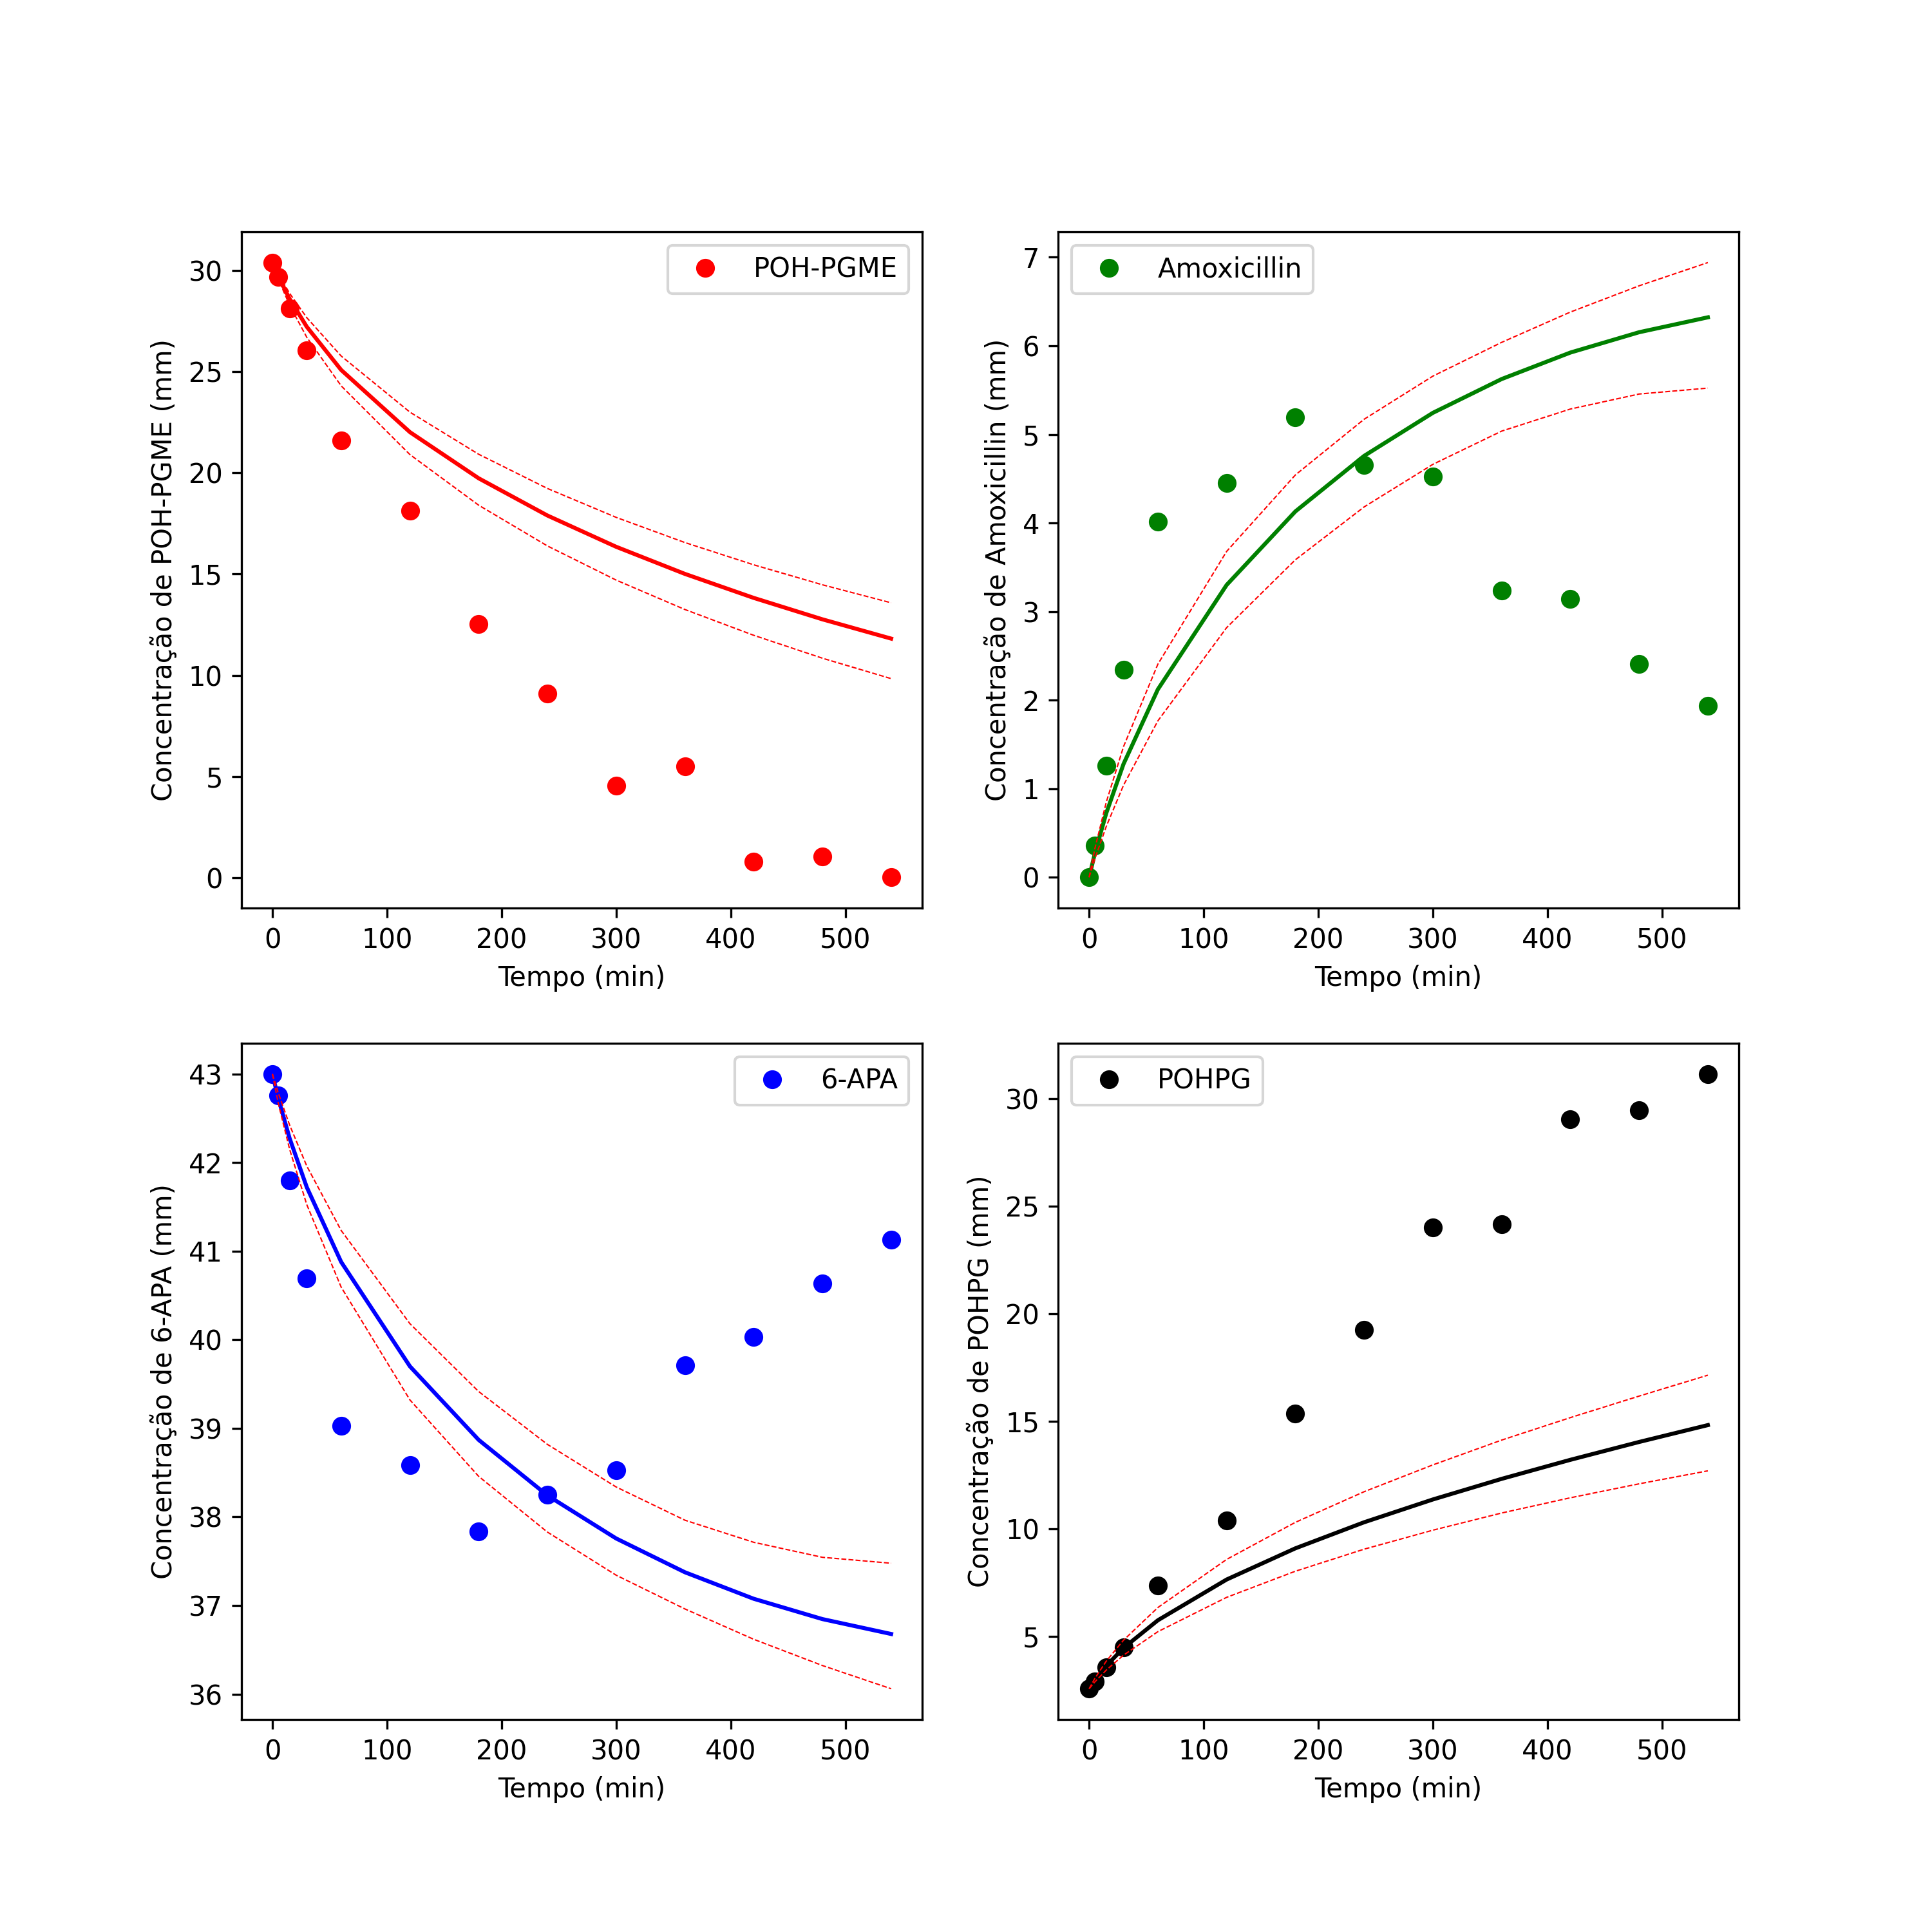 POH-PGME
Concentração de POH-PGME (mm)
30
25
20
15
10
5
0
0 100 200 300 400 500
Tempo (min)
Amoxicillin
Concentração de Amoxicillin (mm)
7
6
5
4
3
2
1
0
0 100 200 300 400 500
Tempo (min)
6-APA
Concentração de 6-APA (mm)
43
42
41
40
39
38
37
36
0 100 200 300 400 500
Tempo (min)
POHPG
Concentração de POHPG (mm)
30
25
20
15
10
5
0 100 200 300 400 500
Tempo (min)